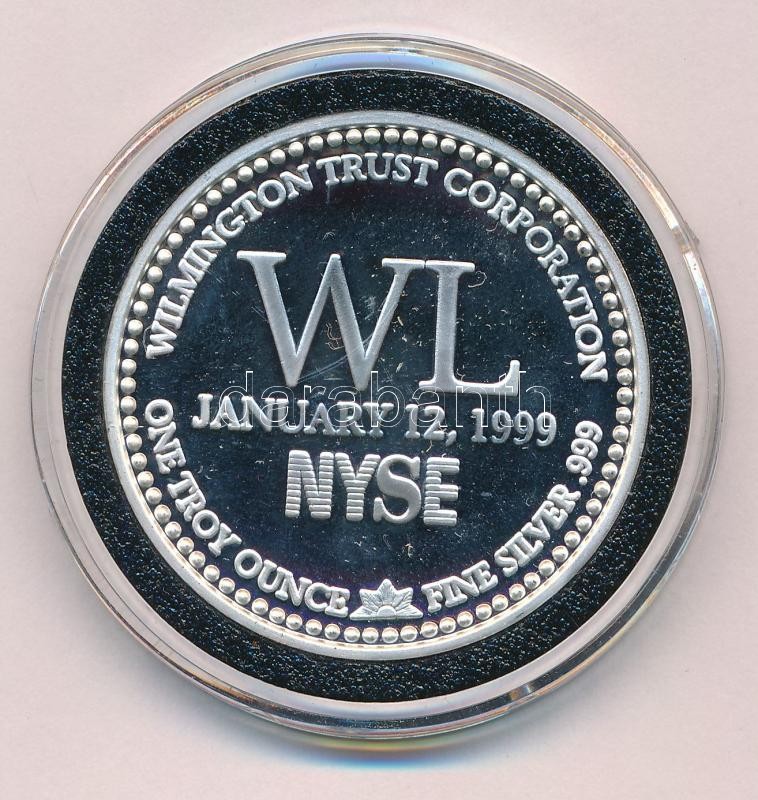 WILMINGTON TRUST CORPORATION
WL
JANUARY 12, 1999
NYSE
ONE TROY OUNCE FINE SILVER .999
darabanth